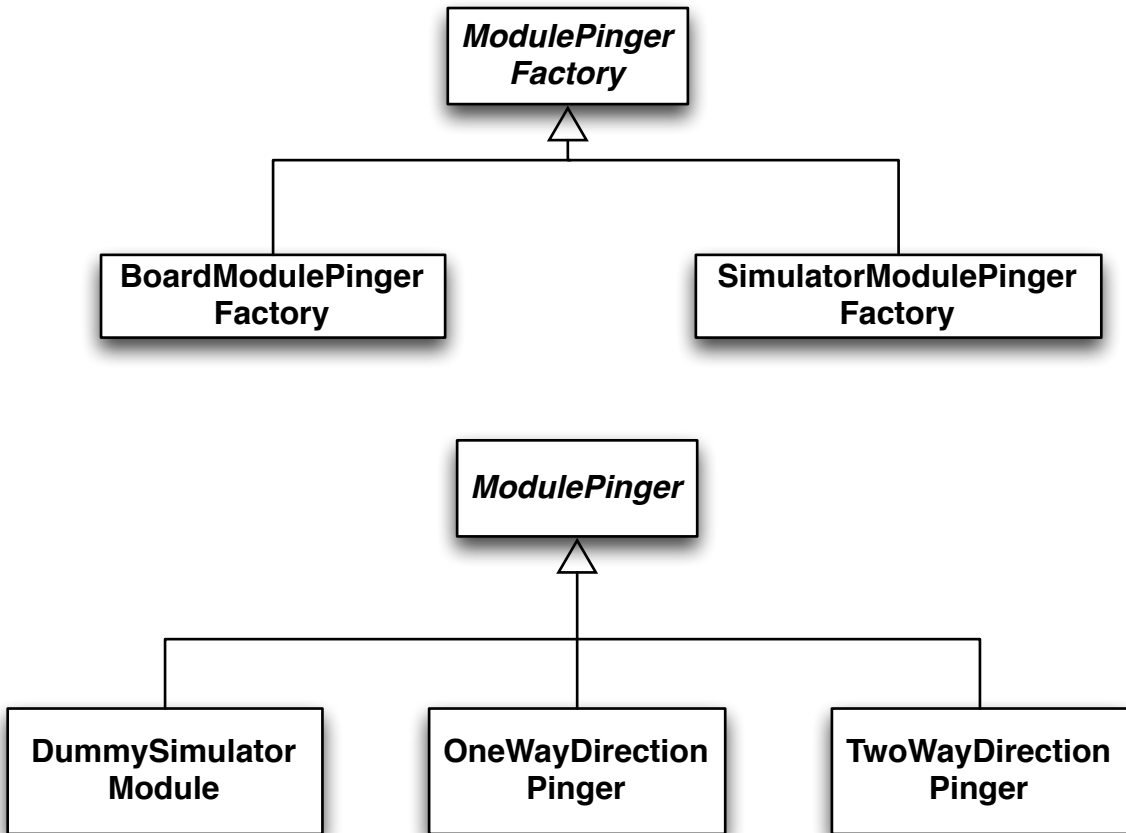 ModulePinger
Factory
BoardModulePinger
Factory
SimulatorModulePinger
Factory
ModulePinger
DummySimulator
Module
OneWayDirection
Pinger
TwoWayDirection
Pinger